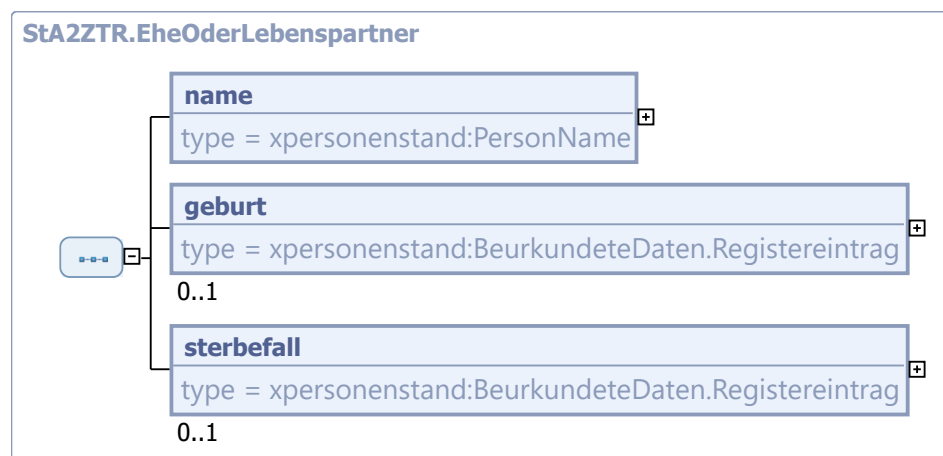 StA2ZTR.EheOderLebenspartner
name
type = xpersonenstand:PersonName
geburt
type = xpersonenstand:BeurkundeteDaten.Registereintrag
0..1
sterbefall
type = xpersonenstand:BeurkundeteDaten.Registereintrag
0..1